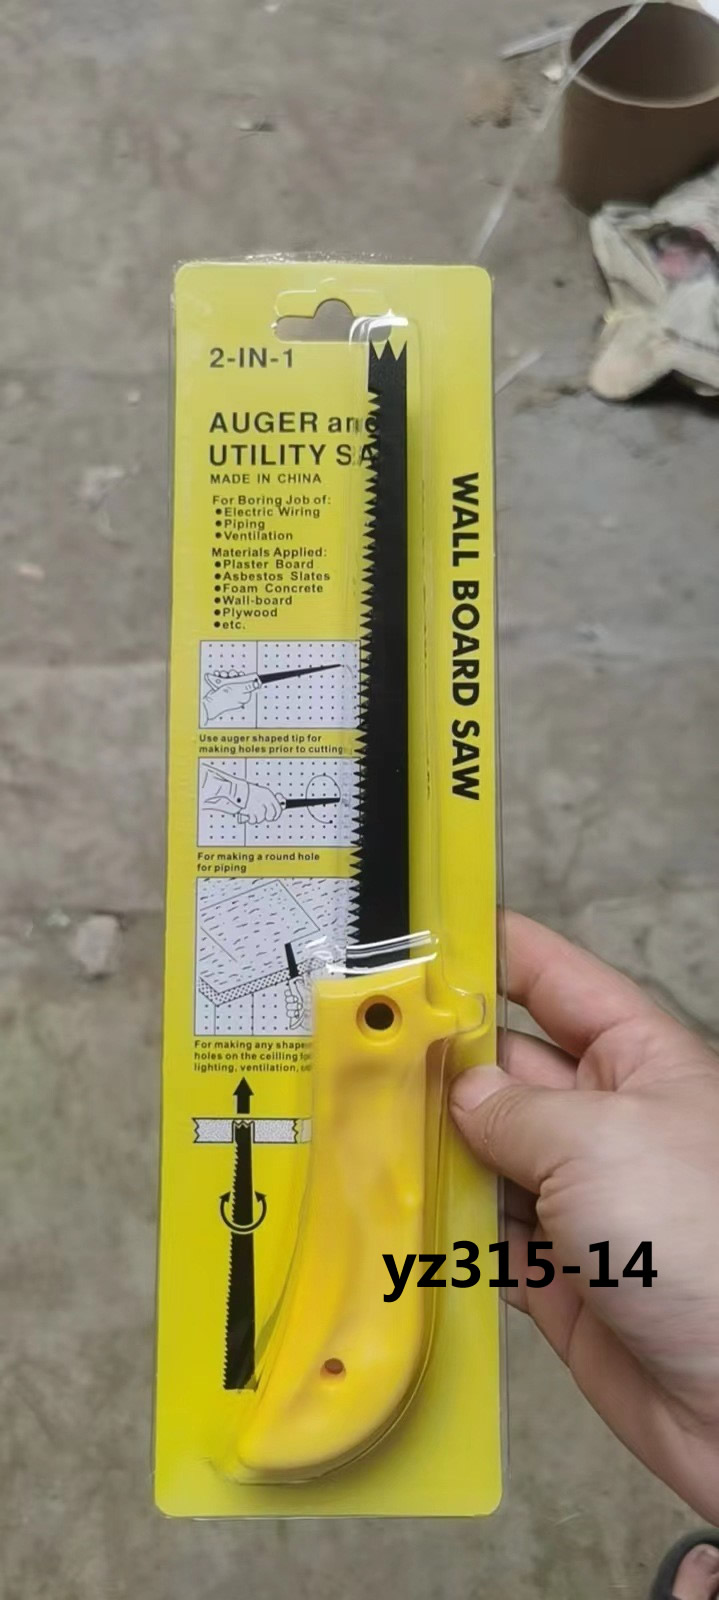 2-IN-1
AUGER and
UTILITY SA
MADE IN CHINA
For Boring Job of:
•Electric Wiring
•Piping
•Ventilation
Materials Applied:
•Plaster Board
•Asbestos Slates
•Foam Concrete
•Wall-board
•Plywood
•etc.
Use auger shaped tip for
making holes prior to cutting
For making a round hole
for piping
For making any shape
holes on the ceilling for
lighting, ventilation,
WALL BOARD SAW
yz315-14